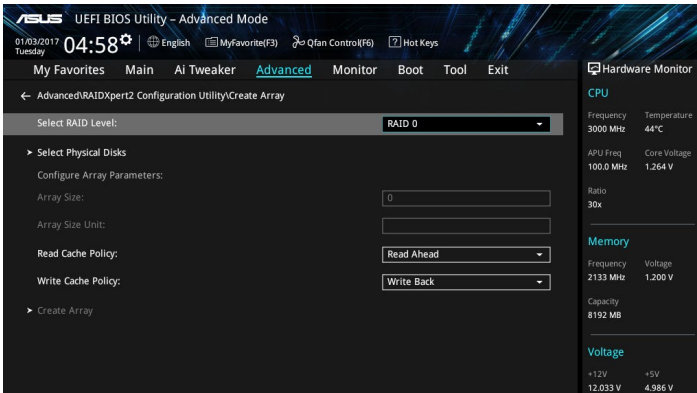 ASUS UEFI BIOS Utility – Advanced Mode
01/03/2017 Tuesday 04:58 English MyFavorite(F3) Qfan Control(F6) ? Hot Keys
My Favorites Main Ai Tweaker Advanced Monitor Boot Tool Exit
← Advanced\RAIDXpert2 Configuration Utility\Create Array
Select RAID Level: RAID 0
> Select Physical Disks
Configure Array Parameters:
Array Size: 0
Array Size Unit:
Read Cache Policy: Read Ahead
Write Cache Policy: Write Back
> Create Array
Hardware Monitor
CPU
Frequency Temperature
3000 MHz 44°C
APU Freq Core Voltage
100.0 MHz 1.264 V
Ratio
30x
Memory
Frequency Voltage
2133 MHz 1.200 V
Capacity
8192 MB
Voltage
+12V +5V
12.033 V 4.986 V